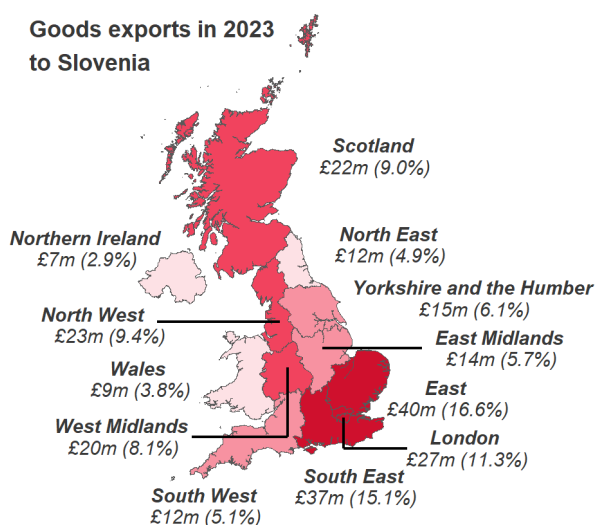 Goods exports in 2023
to Slovenia
Scotland
£22m (9.0%)
Northern Ireland
£7m (2.9%)
North East
£12m (4.9%)
Yorkshire and the Humber
£15m (6.1%)
North West
£23m (9.4%)
East Midlands
£14m (5.7%)
Wales
£9m (3.8%)
East
£40m (16.6%)
West Midlands
£20m (8.1%)
London
£27m (11.3%)
South East
£37m (15.1%)
South West
£12m (5.1%)